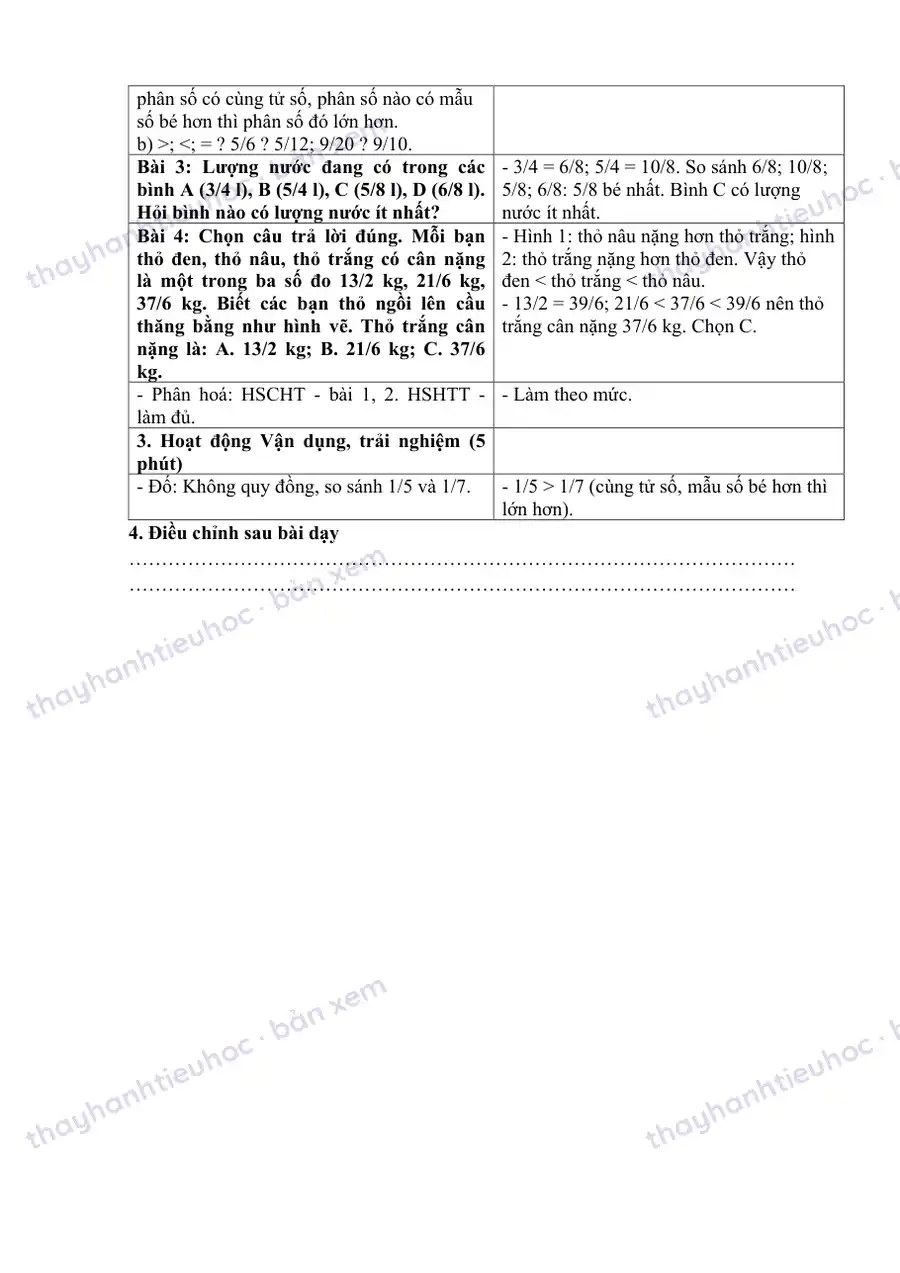 phân số có cùng tử số, phân số nào có mẫu
số bé hơn thì phân số đó lớn hơn.
b) >; <; = ? 5/6 ? 5/12; 9/20 ? 9/10.
Bài 3: Lượng nước đang có trong các
bình A (3/4 l), B (5/4 l), C (5/8 l), D (6/8 l).
Hỏi bình nào có lượng nước ít nhất?
- 3/4 = 6/8; 5/4 = 10/8. So sánh 6/8; 10/8;
5/8; 6/8: 5/8 bé nhất. Bình C có lượng
nước ít nhất.
Bài 4: Chọn câu trả lời đúng. Mỗi bạn
thỏ đen, thỏ nâu, thỏ trắng có cân nặng
là một trong ba số đo 13/2 kg, 21/6 kg,
37/6 kg. Biết các bạn thỏ ngồi lên cầu
thăng bằng như hình vẽ. Thỏ trắng cân
nặng là: A. 13/2 kg; B. 21/6 kg; C. 37/6
kg.
- Hình 1: thỏ nâu nặng hơn thỏ trắng; hình
2: thỏ trắng nặng hơn thỏ đen. Vậy thỏ
đen < thỏ trắng < thỏ nâu.
- 13/2 = 39/6; 21/6 < 37/6 < 39/6 nên thỏ
trắng cân nặng 37/6 kg. Chọn C.
- Phân hoá: HSCHT - bài 1, 2. HSHTT -
làm đủ.
- Làm theo mức.
3. Hoạt động Vận dụng, trải nghiệm (5
phút)
- Đố: Không quy đồng, so sánh 1/5 và 1/7.
- 1/5 > 1/7 (cùng tử số, mẫu số bé hơn thì
lớn hơn).
4. Điều chỉnh sau bài dạy
…………………………………………………………………………………………
…………………………………………………………………………………………
thayhanhtieuhoc · bản xem
thayhanhtieuhoc · b
thayhanhtieuhoc · bản xem
thayhanhtieuhoc · b
thayhanhtieuhoc · bản xem
thayhanhtieuhoc · b